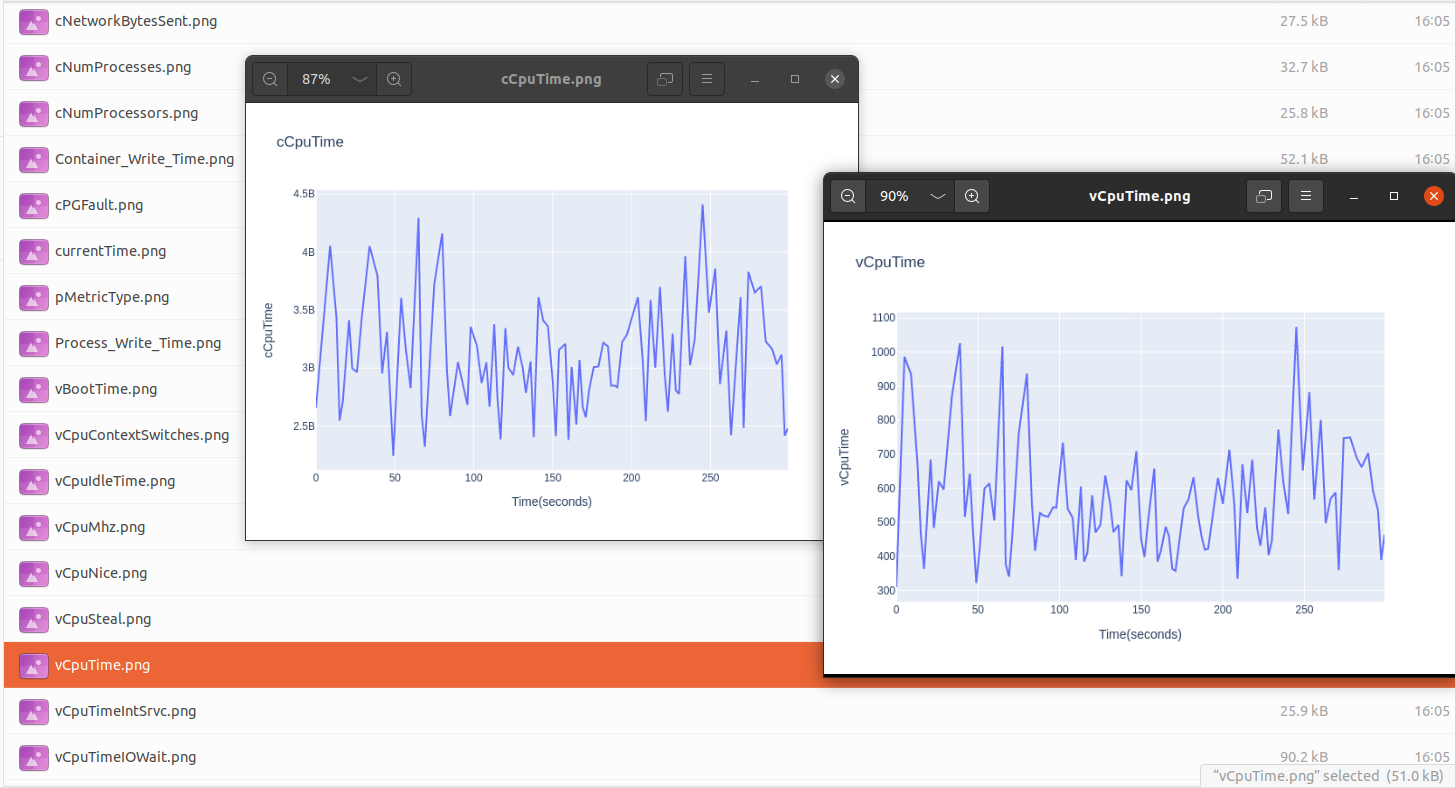 cNetworkBytesSent.png 27.5 kB 16:05
cNumProcesses.png 32.7 kB 16:05
cNumProcessors.png 25.8 kB 16:05
Container_Write_Time.png 52.1 kB 16:05
cPGFault.png
currentTime.png
pMetricType.png
Process_Write_Time.png
vBootTime.png
vCpuContextSwitches.png
vCpuIdleTime.png
vCpuMhz.png
vCpuNice.png
vCpuSteal.png
vCpuTime.png
vCpuTimeIntSrvc.png 25.9 kB 16:05
vCpuTimeIOWait.png 90.2 kB 16:05
"vCpuTime.png" selected (51.0 kB)
87% cCpuTime.png
cCpuTime
4.5B
4B
3.5B
3B
2.5B
cCpuTime
0 50 100 150 200 250
Time(seconds)
90% vCpuTime.png
vCpuTime
1100
1000
900
800
700
600
500
400
300
vCpuTime
0 50 100 150 200 250
Time(seconds)